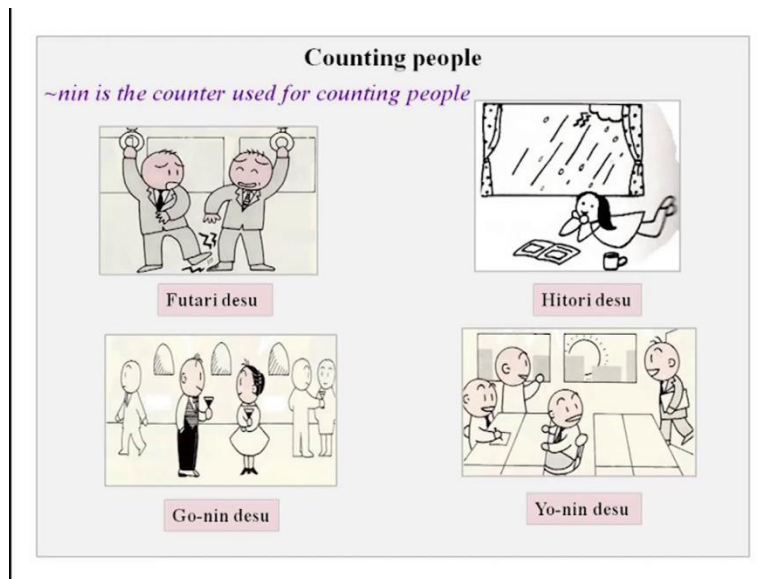 Counting people
~nin is the counter used for counting people
Futari desu
Hitori desu
Go-nin desu
Yo-nin desu